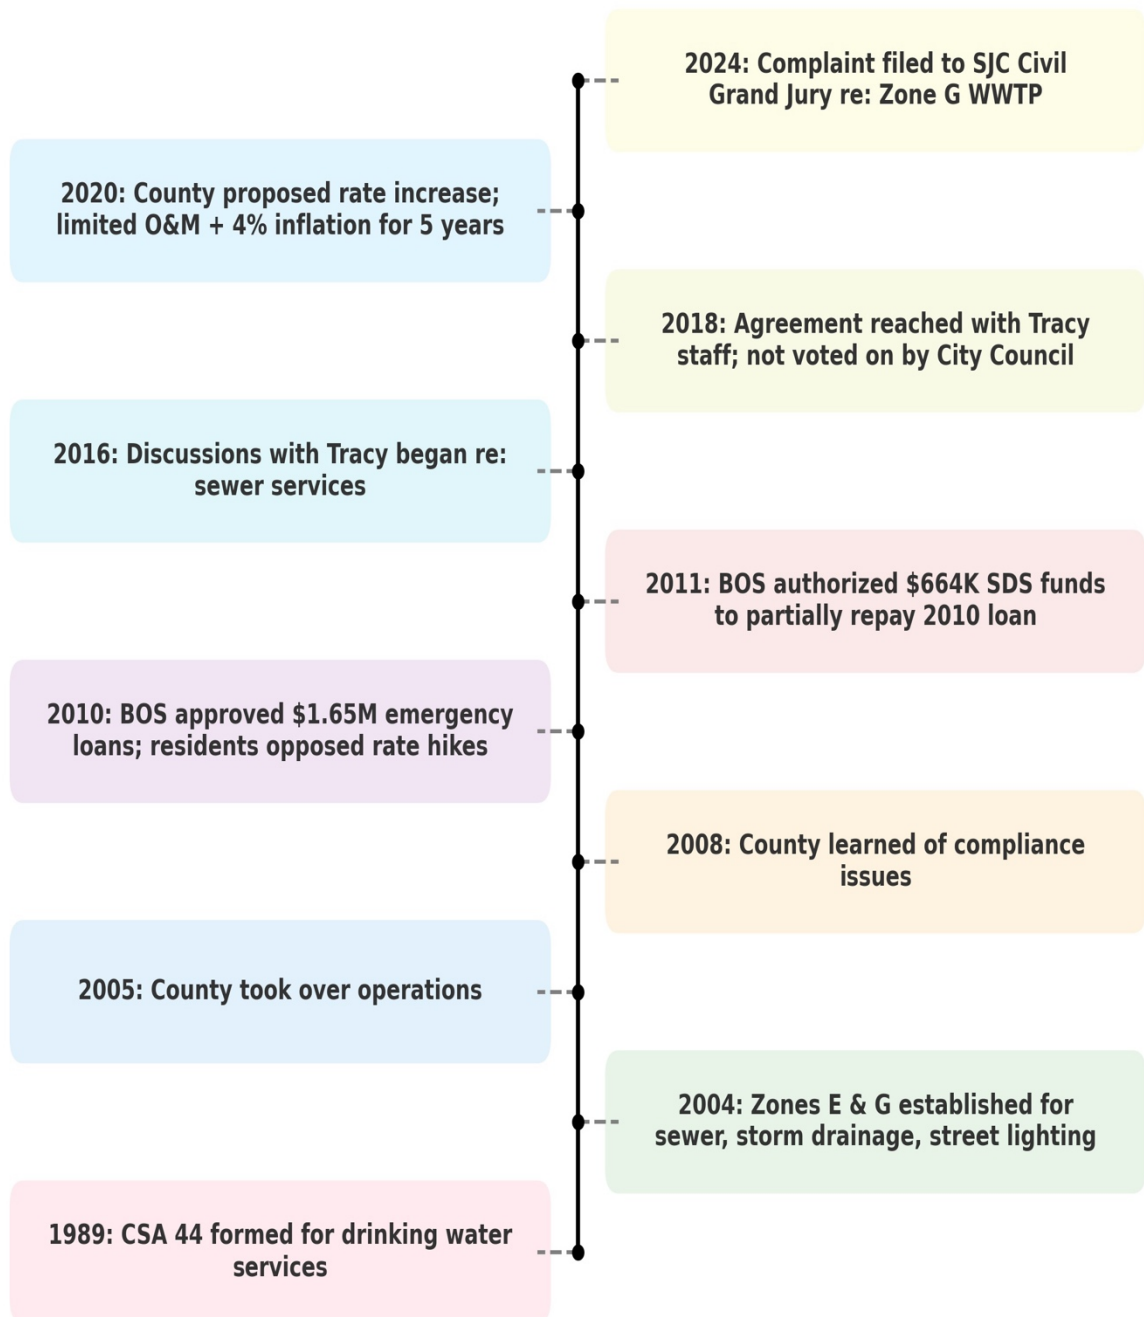 2024: Complaint filed to SJC Civil
Grand Jury re: Zone G WWTP
2020: County proposed rate increase;
limited O&M + 4% inflation for 5 years
2018: Agreement reached with Tracy
staff; not voted on by City Council
2016: Discussions with Tracy began re:
sewer services
2011: BOS authorized $664K SDS funds
to partially repay 2010 loan
2010: BOS approved $1.65M emergency
loans; residents opposed rate hikes
2008: County learned of compliance
issues
2005: County took over operations
2004: Zones E & G established for
sewer, storm drainage, street lighting
1989: CSA 44 formed for drinking water
services